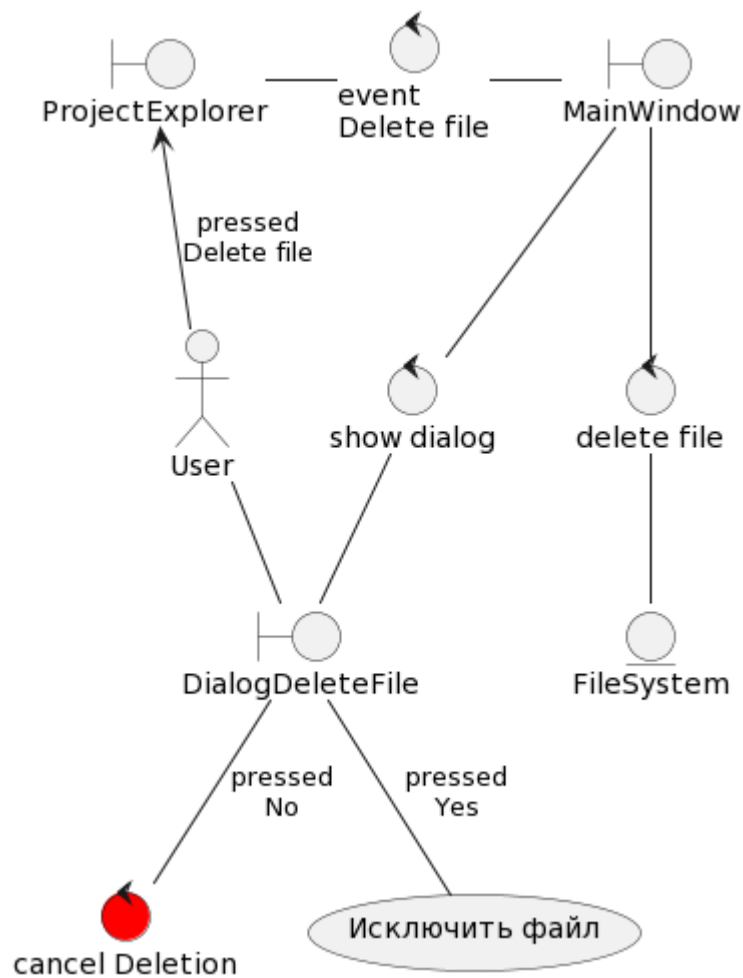 ProjectExplorer
event
Delete file
MainWindow
pressed
Delete file
User
show dialog
delete file
DialogDeleteFile
FileSystem
pressed
No
pressed
Yes
cancel Deletion
Исключить файл